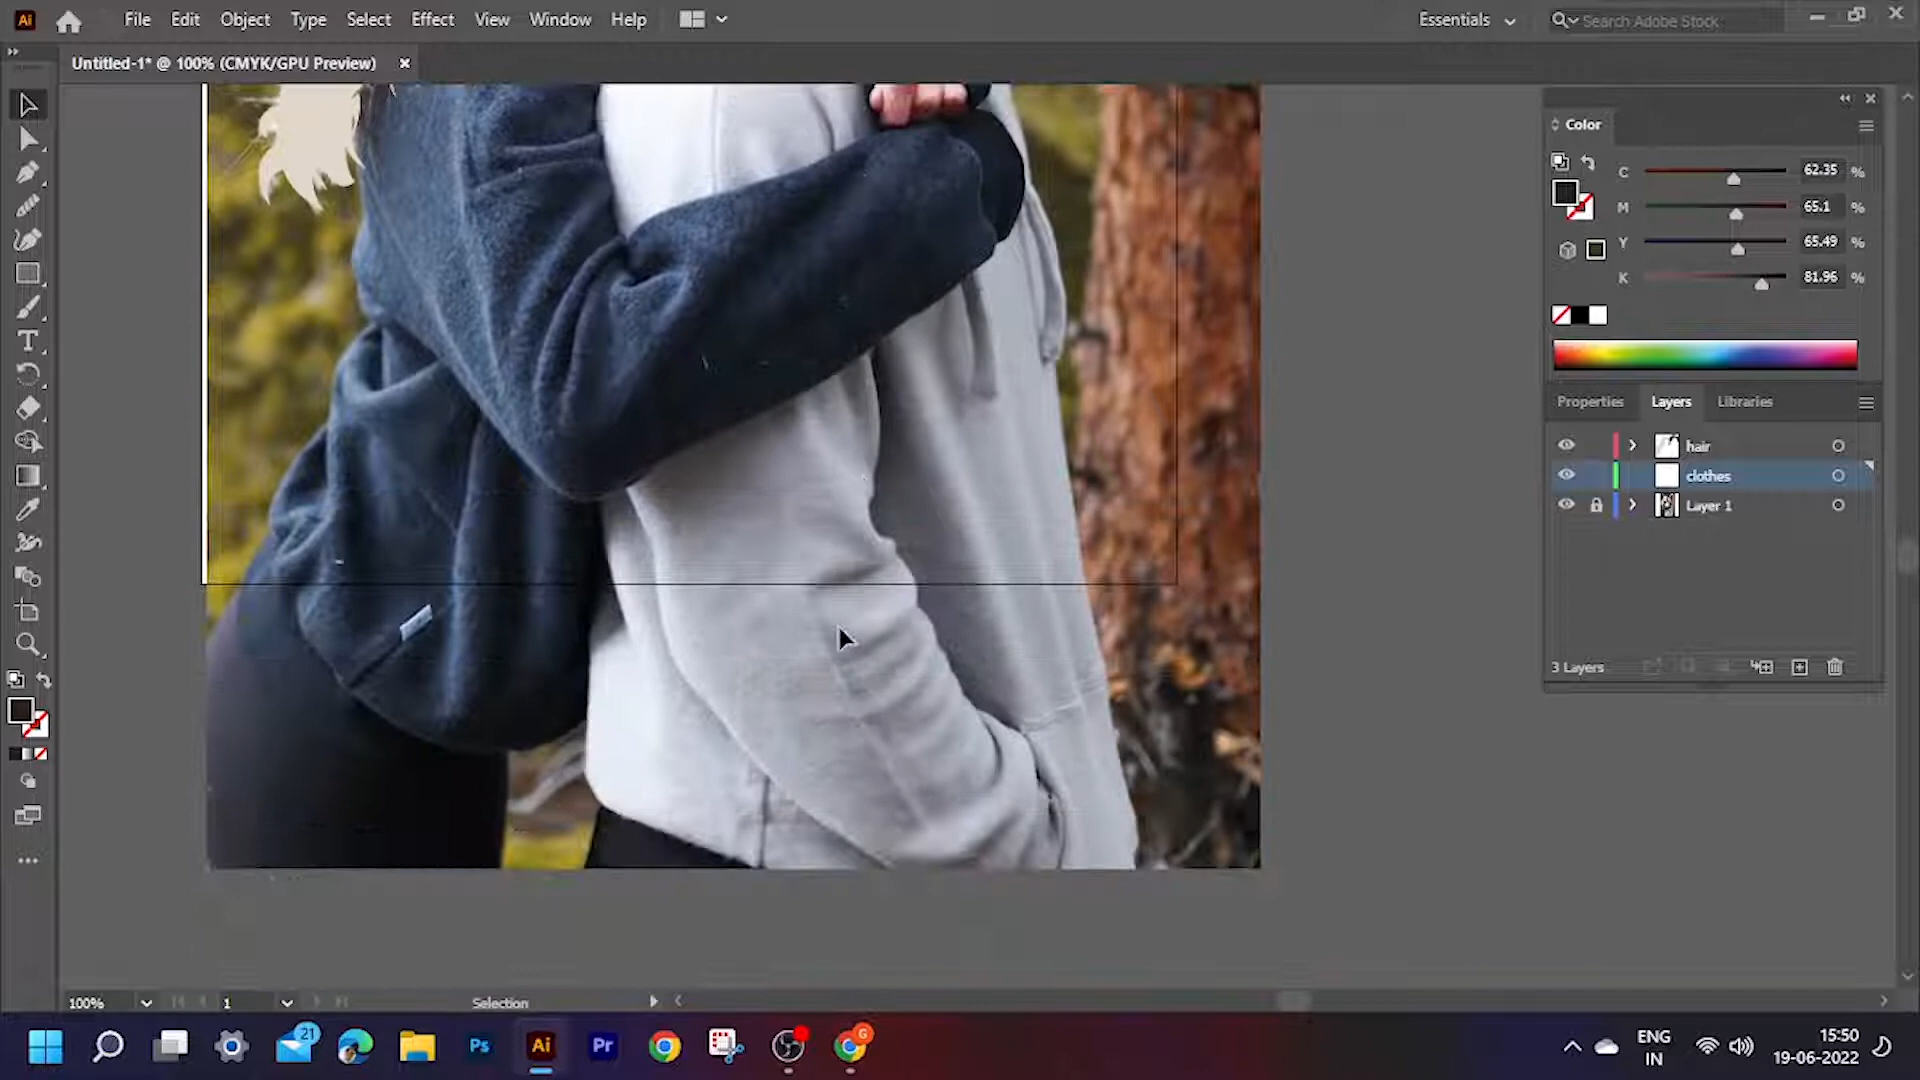 Ai File Edit Object Type Select Effect View Window Help Essentials Search Adobe Stock
Untitled-1* @ 100% (CMYK/GPU Preview)
Color
C 62.35 %
M 65.1 %
Y 65.49 %
K 81.96 %
Properties Layers Libraries
hair
clothes
Layer 1
3 Layers
100% 1 Selection
21 Ps Ai Pr G
ENG
IN
15:50
19-06-2022